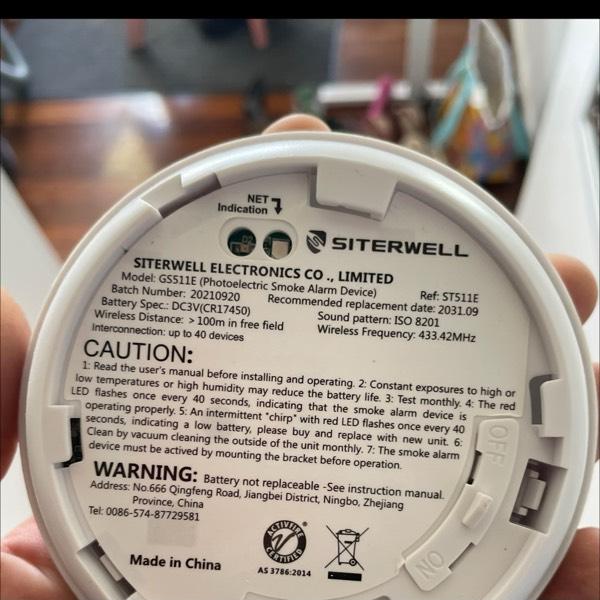 NET
Indication
SITERWELL
SITERWELL ELECTRONICS CO ., LIMITED
Model: GS511E (Photoelectric Smoke Alarm Device)
Ref: ST511E
Batch Number: 20210920
Recommended replacement date: 2031.09
Battery Spec.: DC3V(CR17450)
Sound pattern: ISO 8201
Wireless Distance: > 100m in free field
Wireless Frequency: 433.42MHz
Interconnection: up to 40 devices
CAUTION:
1: Read the user's manual before installing and operating. 2: Constant exposures to high or
low temperatures or high humidity may reduce the battery life. 3: Test monthly. 4: The red
LED flashes once every 40 seconds, indicating that the smoke alarm device is
operating properly. 5: An intermittent "chirp" with red LED flashes once every 40
seconds, indicating a low battery, please buy and replace with new unit. 6:
Clean by vacuum cleaning the outside of the unit monthly. 7: The smoke alarm
device must be actived by mounting the bracket before operation.
WARNING: Battery not replaceable -See instruction manual.
Address: No.666 Qingfeng Road, Jiangbei District, Ningbo, Zhejiang
Province, China
Tel: 0086-574-87729581
Made in China
ACTIVFIRE
CERTIFIED
AS 3786:2014
OFF
ON